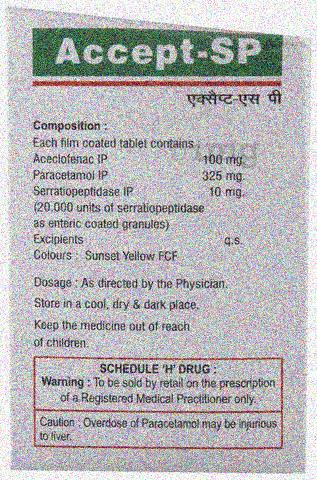 Accept-SP
एक्सैप्ट-एस पी
Composition :
Each film coated tablet contains :
Aceclofenac IP 100 mg.
Paracetamol IP 325 mg.
Serratiopeptidase IP 10 mg.
(20,000 units of serratiopeptidase
as enteric coated granules)
Excipients q.s.
Colours : Sunset Yellow FCF
Dosage : As directed by the Physician.
Store in a cool, dry & dark place.
Keep the medicine out of reach
of children.
SCHEDULE 'H' DRUG :
Warning : To be sold by retail on the prescription
of a Registered Medical Practitioner only.
Caution : Overdose of Paracetamol may be injurious
to liver.